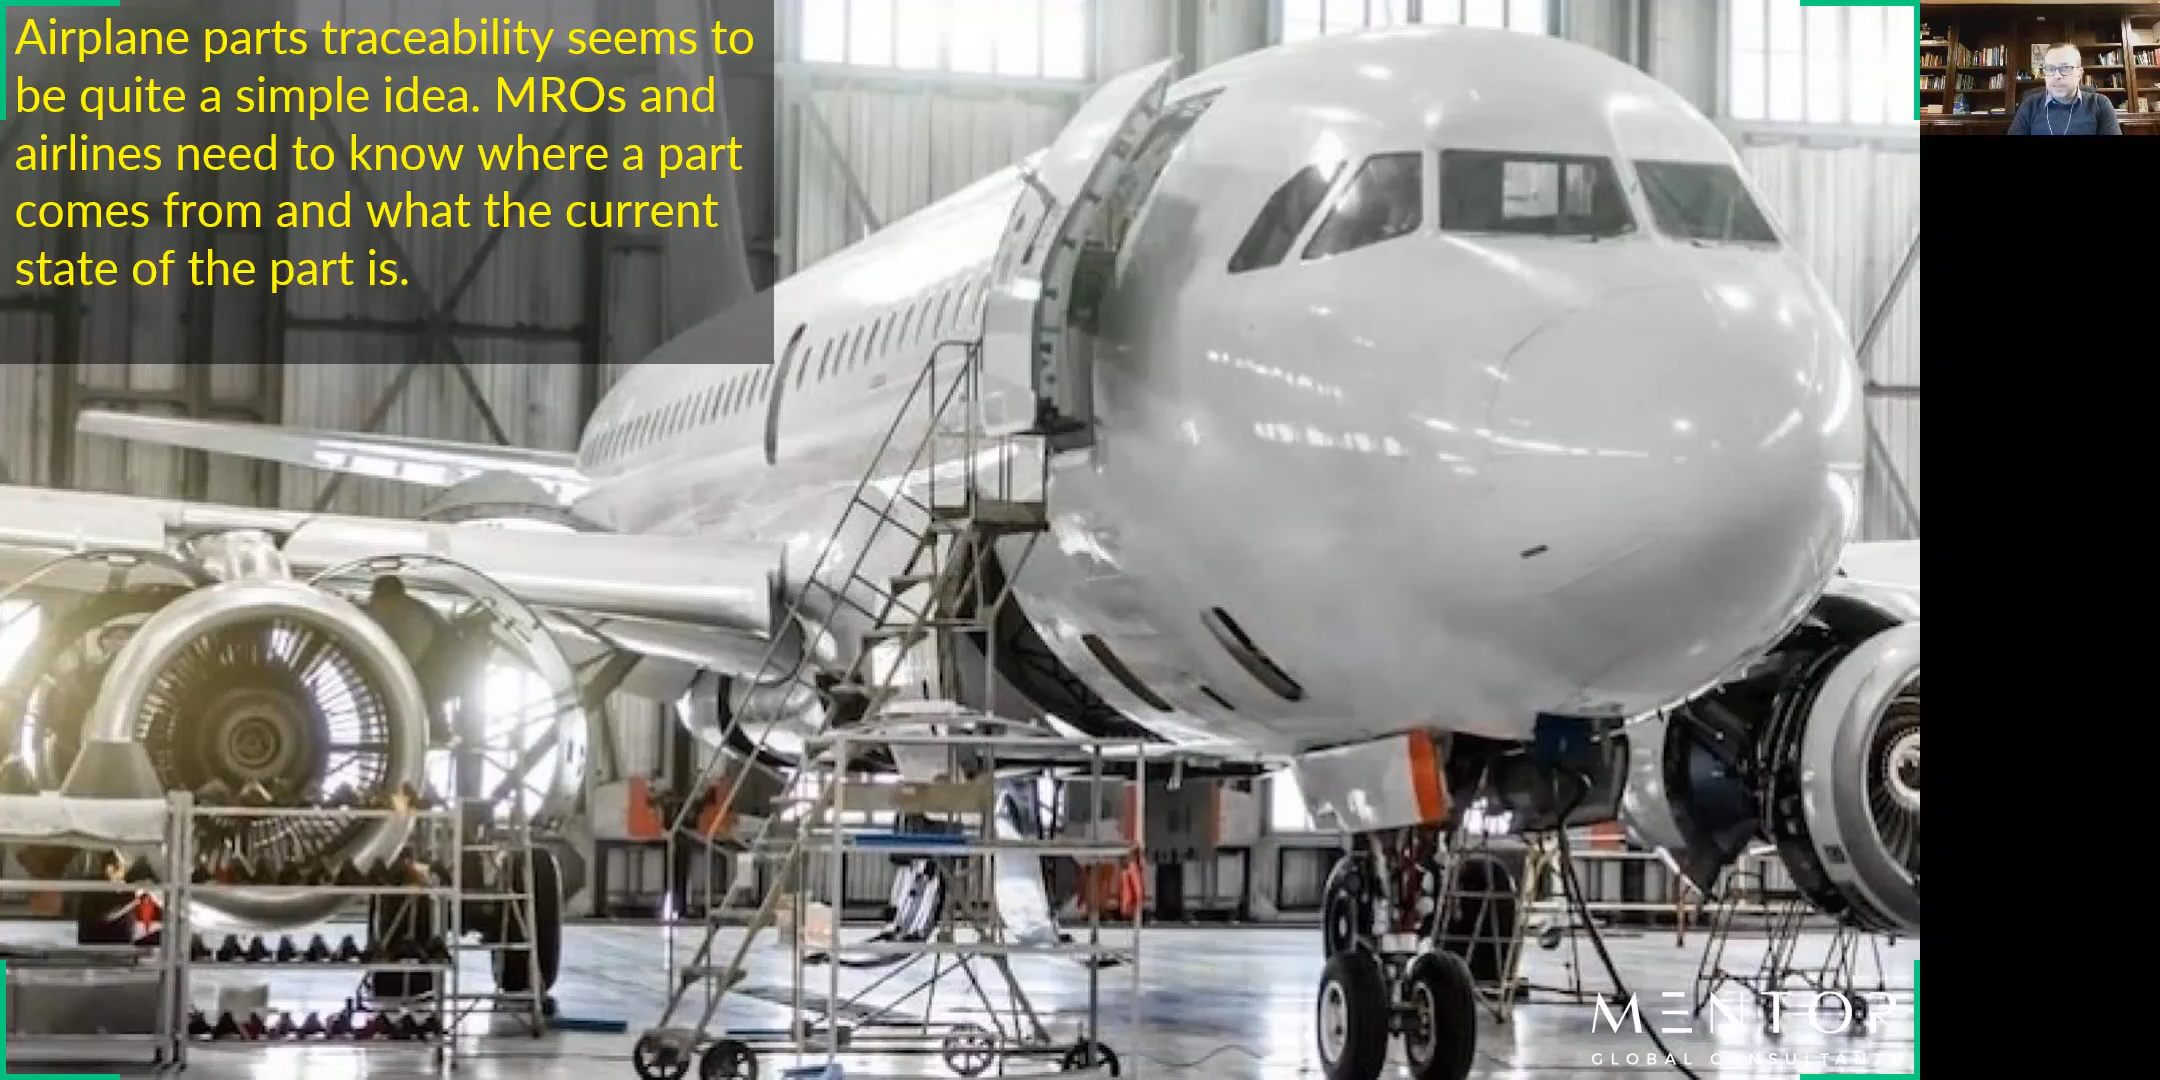 Airplane parts traceability seems to
be quite a simple idea. MROs and
airlines need to know where a part
comes from and what the current
state of the part is.
MENTOR
GLOBAL CONSULTANTS